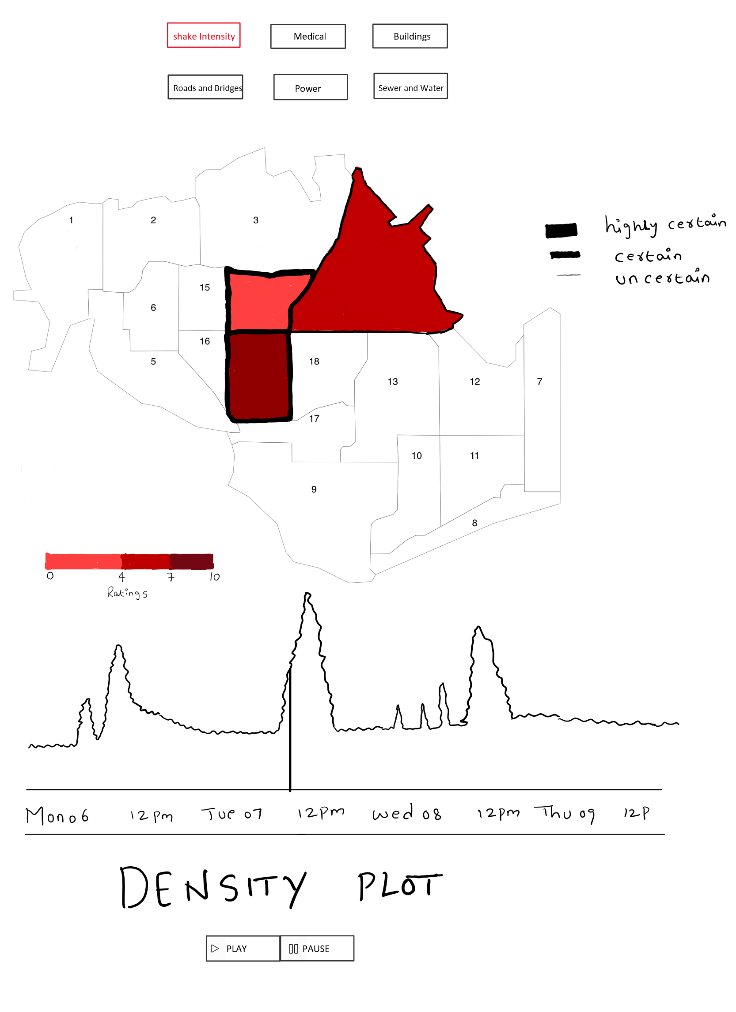 shake Intensity Medical Buildings
Roads and Bridges Power Sewer and Water
1 2 3
highly certain
certain
uncertain
15
6
16
5
18
13 12 7
17
10 11
9
8
0 4 7 10
Ratings
Mon 06 12pm Tue 07 12pm Wed 08 12pm Thu 09 12P
DENSITY PLOT
PLAY PAUSE